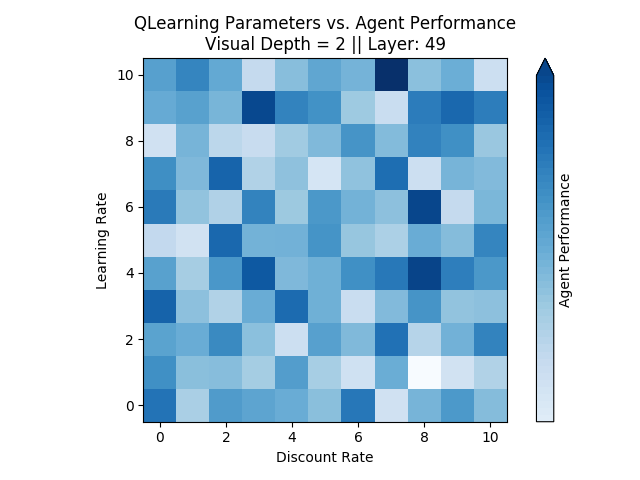 QLearning Parameters vs. Agent Performance
Visual Depth = 2 || Layer: 49
10
8
6
4
2
0
Learning Rate
0 2 4 6 8 10
Discount Rate
Agent Performance